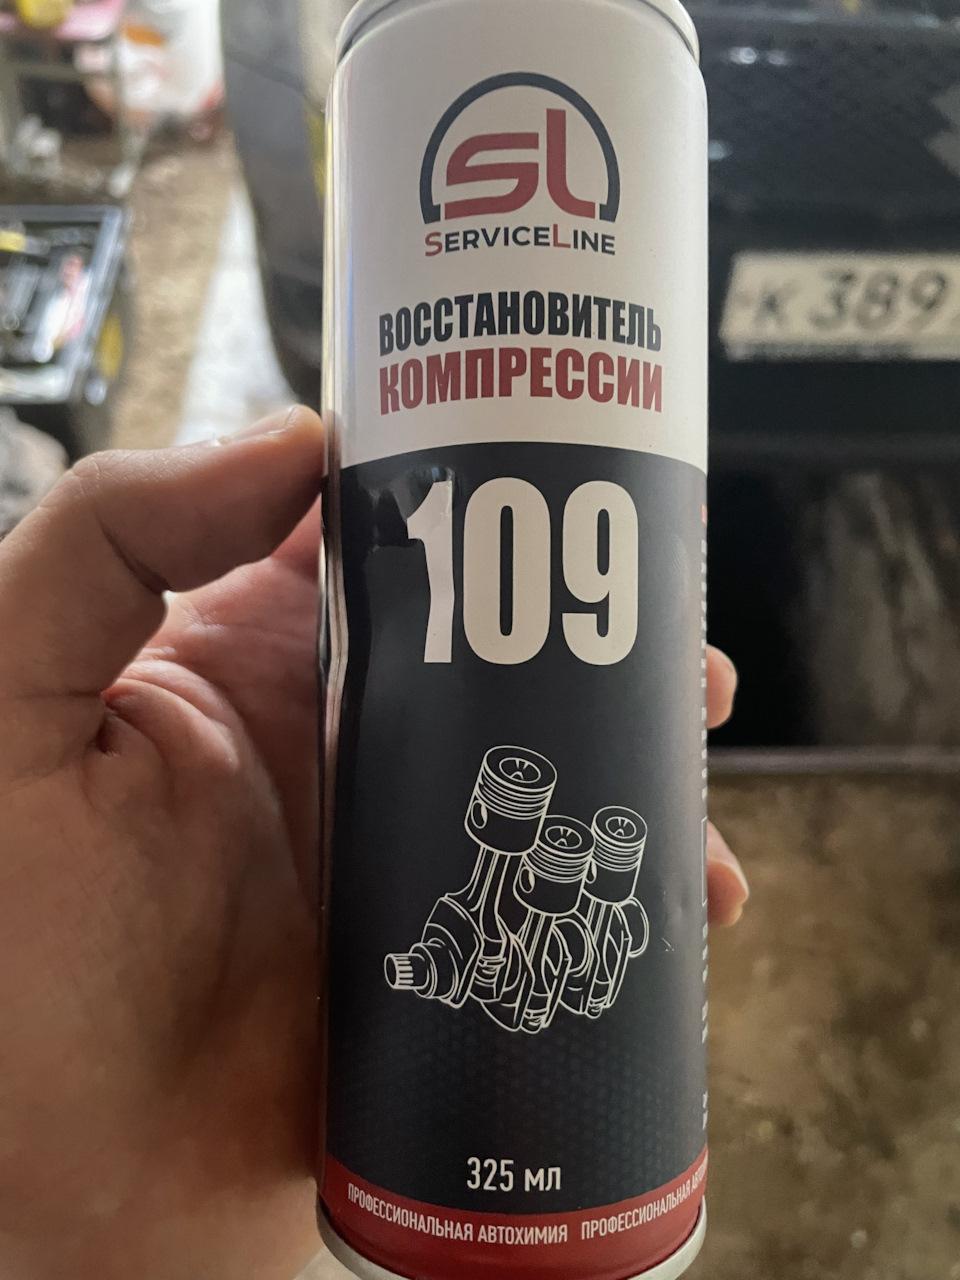 sl
SERVICELINE
ВОССТАНОВИТЕЛЬ
КОМПРЕССИИ
109
325 МЛ
ПРОФЕССИОНАЛЬНАЯ АВТОХИМИЯ ПРОФЕССИОНАЛЬНАЯ
К 389